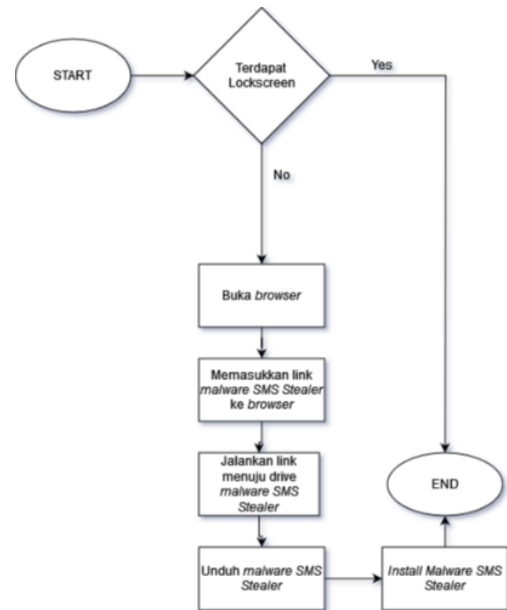 START
Terdapat
Lockscreen
Yes
No
Buka browser
Memasukkan link
malware SMS Stealer
ke browser
Jalankan link
menuju drive
malware SMS
Stealer
END
Unduh malware SMS
Stealer
Install Malware SMS
Stealer